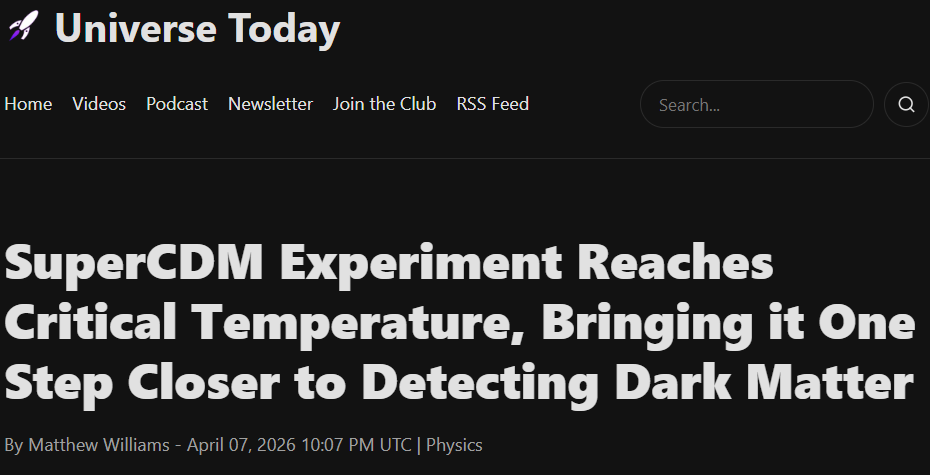 Universe Today
Home Videos Podcast Newsletter Join the Club RSS Feed Search...
SuperCDM Experiment Reaches
Critical Temperature, Bringing it One
Step Closer to Detecting Dark Matter
By Matthew Williams - April 07, 2026 10:07 PM UTC | Physics